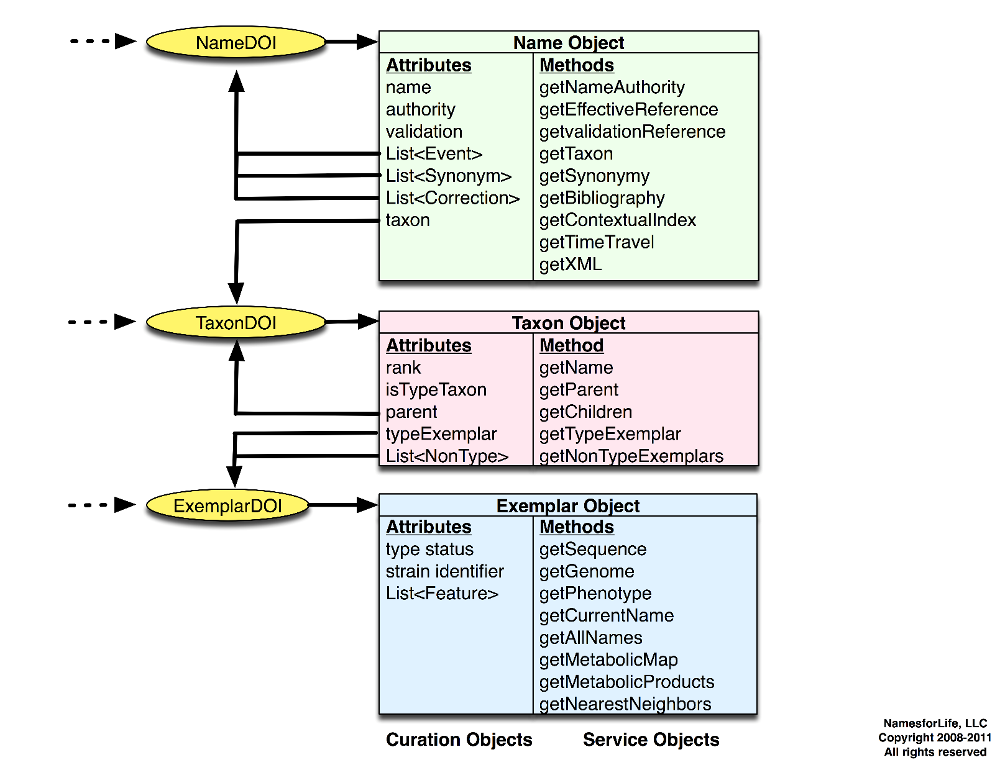 NameDOI
Name Object
Attributes
name
authority
validation
List<Event>
List<Synonym>
List<Correction>
taxon
Methods
getNameAuthority
getEffectiveReference
getvalidationReference
getTaxon
getSynonymy
getBibliography
getContextualIndex
getTimeTravel
getXML
TaxonDOI
Taxon Object
Attributes
rank
isTypeTaxon
parent
typeExemplar
List<NonType>
Method
getName
getParent
getChildren
getTypeExemplar
getNonTypeExemplars
ExemplarDOI
Exemplar Object
Attributes
type status
strain identifier
List<Feature>
Methods
getSequence
getGenome
getPhenotype
getCurrentName
getAllNames
getMetabolicMap
getMetabolicProducts
getNearestNeighbors
Curation Objects
Service Objects
NamesforLife, LLC
Copyright 2008-2011
All rights reserved